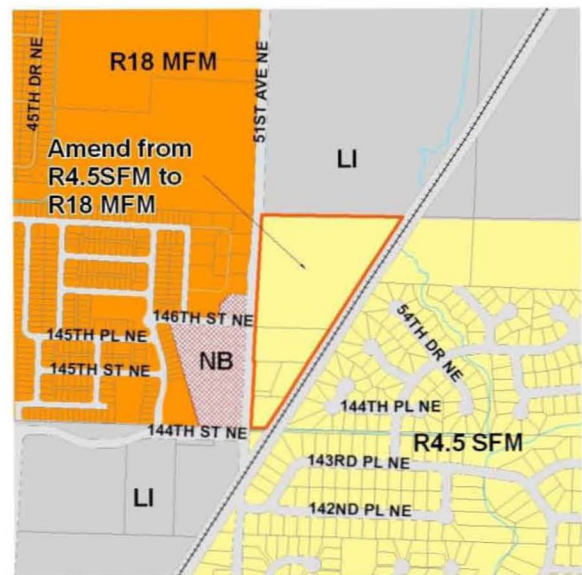 R18 MFM
45TH DR NE
51ST AVE NE
LI
Amend from
R4.5SFM to
R18 MFM
146TH ST NE
145TH PL NE
145TH ST NE
NB
54TH DR NE
144TH PL NE
144TH ST NE
R4.5 SFM
143RD PL NE
LI
142ND PL NE